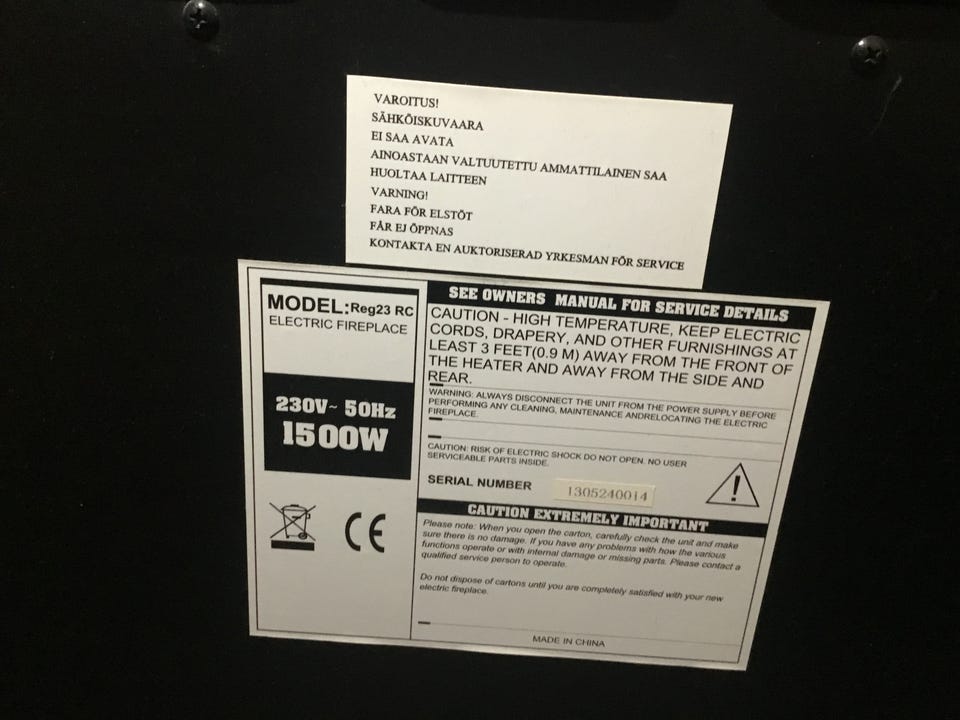 VAROITUS!
SÄHKÖISKUVAARA
EI SAA AVATA
AINOASTAAN VALTUUTETTU AMMATTILAINEN SAA
HUOLTAA LAITTEEN
VARNING!
FARA FÖR ELSTÖT
FÅR EJ ÖPPNAS
KONTAKTA EN AUKTORISERAD YRKESMAN FÖR SERVICE
MODEL:Reg23 RC
ELECTRIC FIREPLACE
230V~ 50Hz
1500W
CE
SEE OWNERS MANUAL FOR SERVICE DETAILS
CAUTION - HIGH TEMPERATURE, KEEP ELECTRIC
CORDS, DRAPERY, AND OTHER FURNISHINGS AT
LEAST 3 FEET(0.9 M) AWAY FROM THE FRONT OF
THE HEATER AND AWAY FROM THE SIDE AND
REAR.
WARNING: ALWAYS DISCONNECT THE UNIT FROM THE POWER SUPPLY BEFORE
PERFORMING ANY CLEANING, MAINTENANCE ANDRELOCATING THE ELECTRIC
FIREPLACE.
CAUTION: RISK OF ELECTRIC SHOCK DO NOT OPEN. NO USER
SERVICEABLE PARTS INSIDE.
SERIAL NUMBER 1305240014
CAUTION EXTREMELY IMPORTANT
Please note: When you open the carton, carefully check the unit and make
sure there is no damage. If you have any problems with how the various
functions operate or with internal damage or missing parts. Please contact a
qualified service person to operate.
Do not dispose of cartons until you are completely satisfied with your new
electric fireplace.
MADE IN CHINA